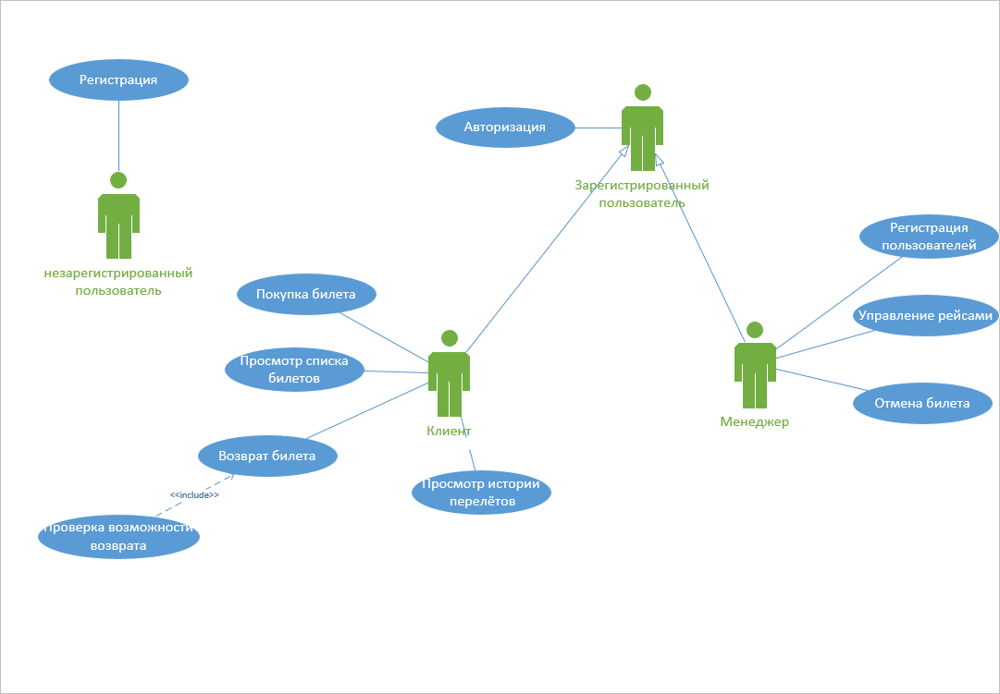 Регистрация
Авторизация
Зарегистрированный
пользователь
Регистрация
пользователей
незарегистрированный
пользователь
Покупка билета
Управление рейсами
Просмотр списка
билетов
Отмена билета
Менеджер
Клиент
Возврат билета
Просмотр истории
перелётов
<<include>>
Проверка возможности
возврата